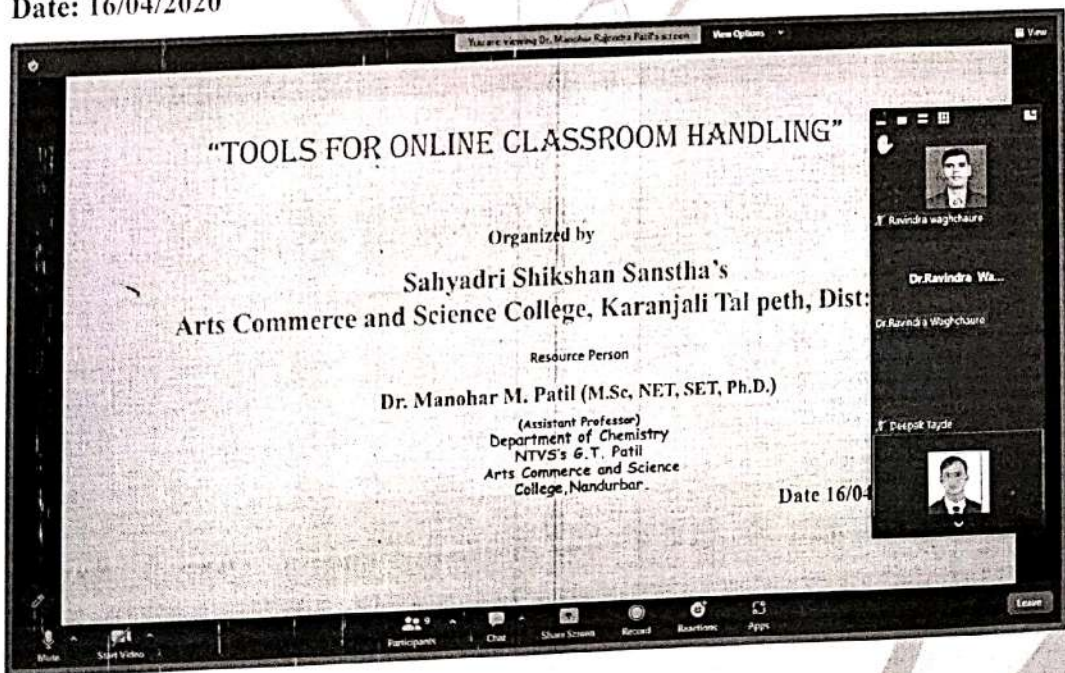 Date: 16/04/2020
You are viewing Dr. Manohar Rajendra Patil's screen View Options
View
"TOOLS FOR ONLINE CLASSROOM HANDLING"
Organized by
Sahyadri Shikshan Sanstha's
Arts Commerce and Science College, Karanjali Tal peth, Dist:
Resource Person
Dr. Manohar M. Patil (M.Sc, NET, SET, Ph.D.)
(Assistant Professor)
Department of Chemistry
NTVS's G.T. Patil
Arts Commerce and Science
College, Nandurbar.
Date 16/04
Ravindra waghchaure
Dr.Ravindra Wa...
Dr.Ravindra Waghchaure
Deepak Tayde
Mute
Start Video
9
Participants
Chat
Share Screen
Record
Reactions
Apps
Leave